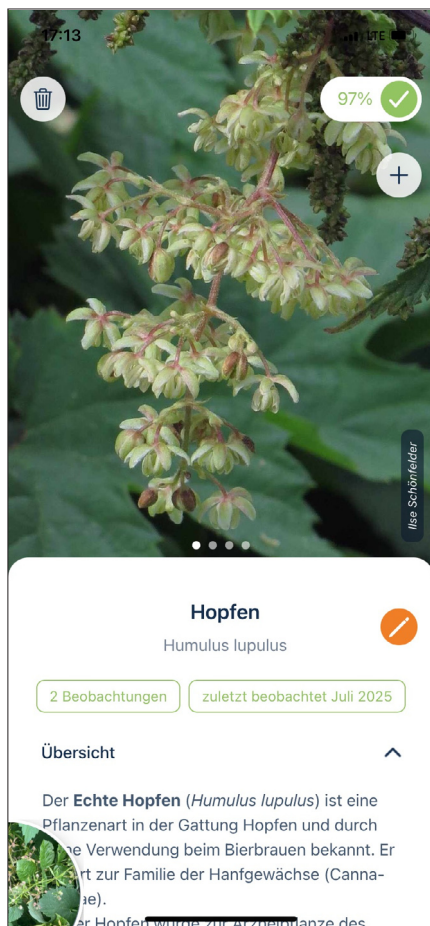 17:13
LTE
97%
Ilse Schönfelder
Hopfen
Humulus lupulus
2 Beobachtungen
zuletzt beobachtet Juli 2025
Übersicht
Der Echte Hopfen (Humulus lupulus) ist eine
Pflanzenart in der Gattung Hopfen und durch
Verwendung beim Bierbrauen bekannt. Er
zur Familie der Hanfgewächse (Canna-
Hopfen wurde zur Arzneipflanze des